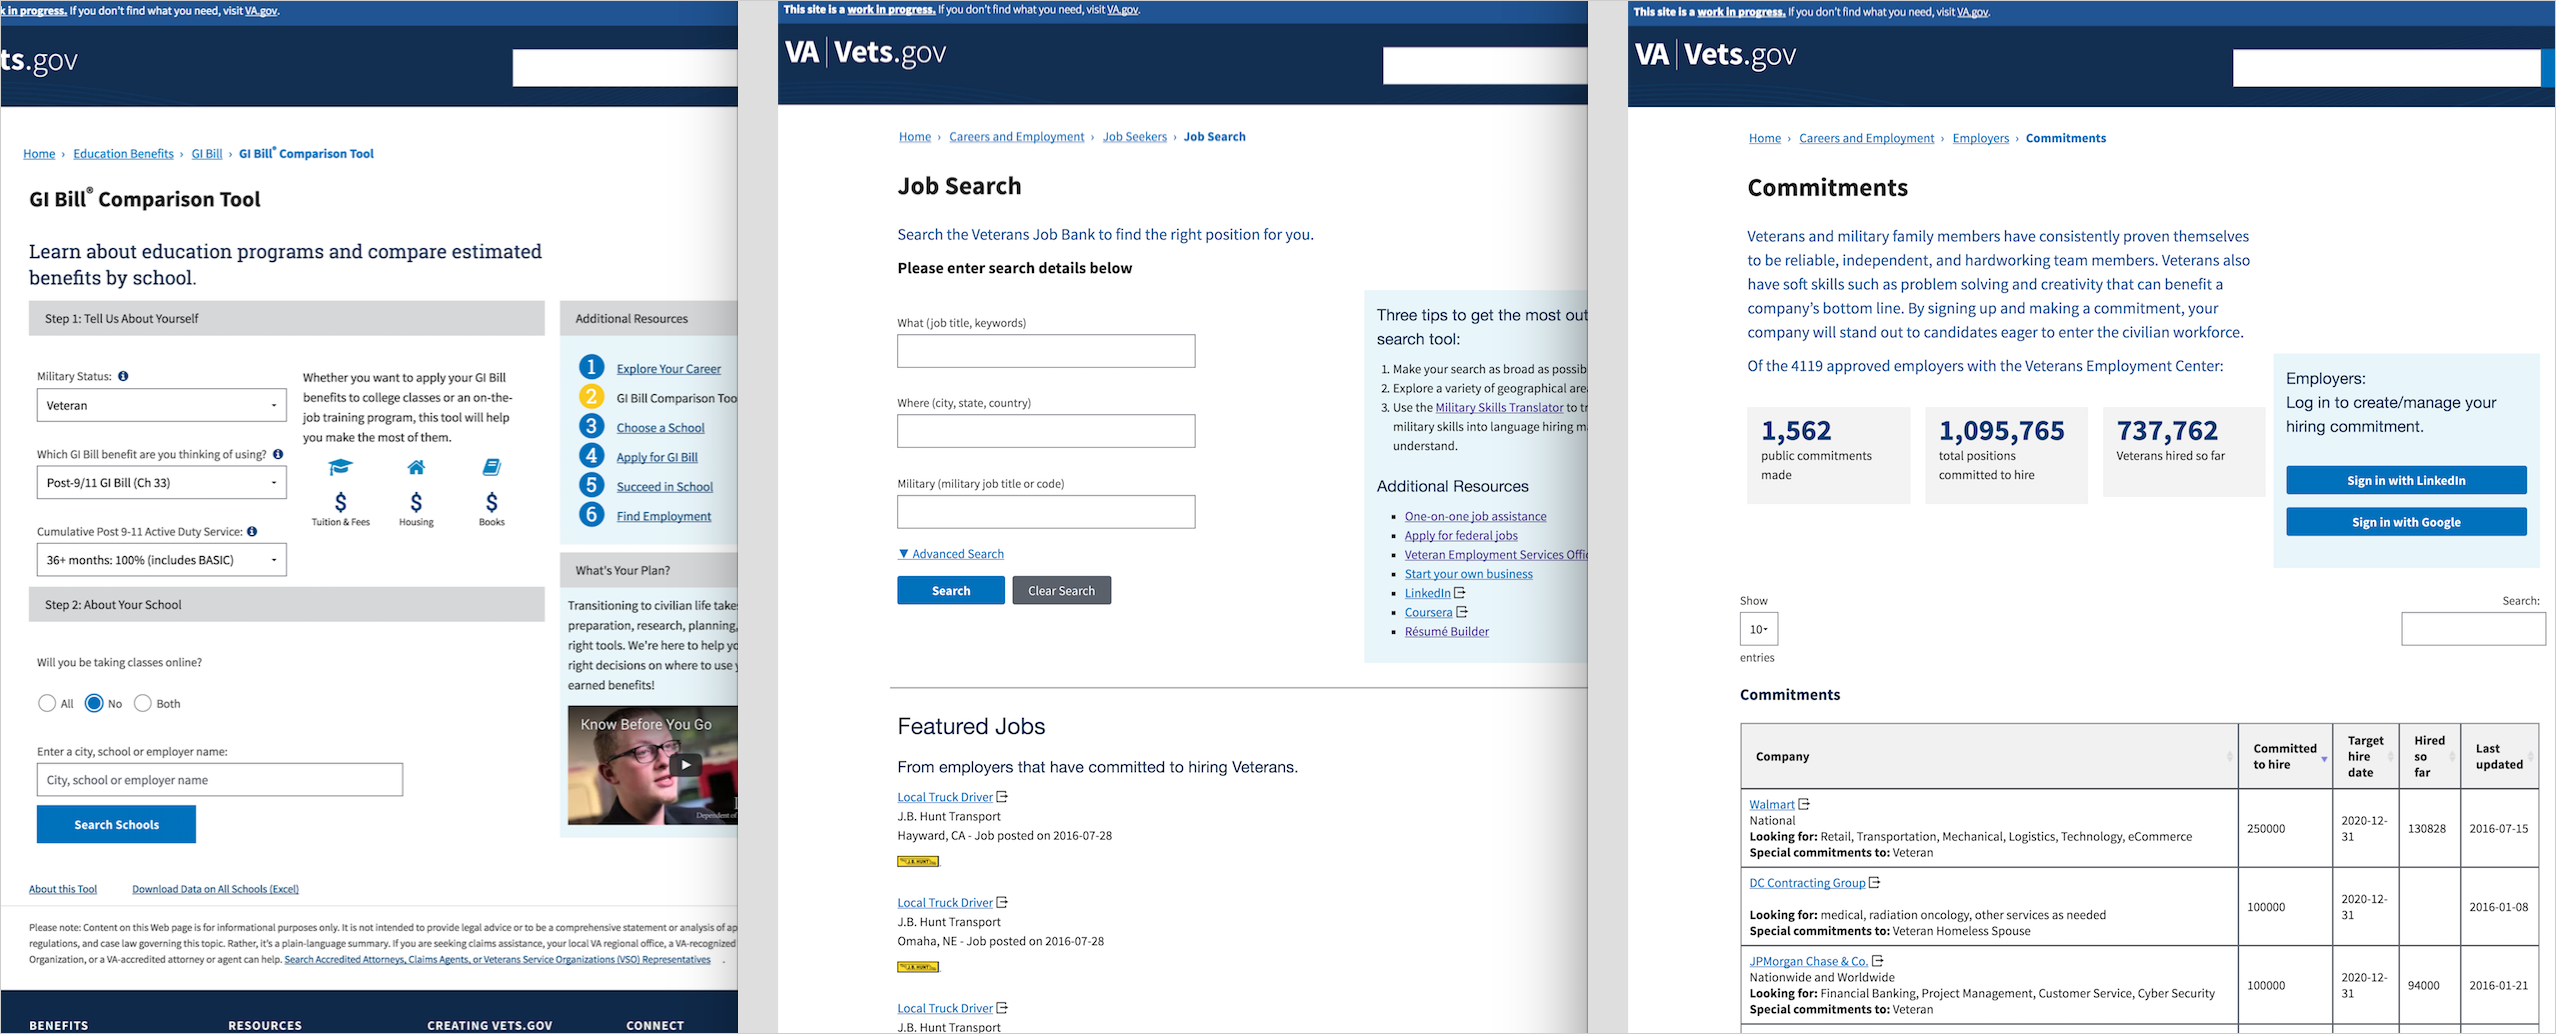 k in progress. If you don't find what you need, visit VA.gov.
ts.gov
Home › Education Benefits › GI Bill › GI Bill® Comparison Tool
GI Bill® Comparison Tool
Learn about education programs and compare estimated
benefits by school.
Step 1: Tell Us About Yourself
Military Status:
Veteran
Which GI Bill benefit are you thinking of using?
Post-9/11 GI Bill (Ch 33)
Cumulative Post 9-11 Active Duty Service:
36+ months: 100% (includes BASIC)
Whether you want to apply your GI Bill
benefits to college classes or an on-the-
job training program, this tool will help
you make the most of them.
$ $ $
Tuition & Fees Housing Books
Step 2: About Your School
Will you be taking classes online?
All No Both
Enter a city, school or employer name:
City, school or employer name
Search Schools
Additional Resources
1 Explore Your Career
2 GI Bill Comparison Too
3 Choose a School
4 Apply for GI Bill
5 Succeed in School
6 Find Employment
What's Your Plan?
Transitioning to civilian life take
preparation, research, planning,
right tools. We're here to help yo
right decisions on where to use y
earned benefits!
Know Before You Go
Dependent of
About this Tool Download Data on All Schools (Excel)
Please note: Content on this Web page is for informational purposes only. It is not intended to provide legal advice or to be a comprehensive statement or analysis of ap
regulations, and case law governing this topic. Rather, it's a plain-language summary. If you are seeking claims assistance, your local VA regional office, a VA-recognized
Organization, or a VA-accredited attorney or agent can help. Search Accredited Attorneys, Claims Agents, or Veterans Service Organizations (VSO) Representatives .
BENEFITS RESOURCES CREATING VETS.GOV CONNECT
This site is a work in progress. If you don't find what you need, visit VA.gov.
VA | Vets.gov
Home › Careers and Employment › Job Seekers › Job Search
Job Search
Search the Veterans Job Bank to find the right position for you.
Please enter search details below
What (job title, keywords)
Where (city, state, country)
Military (military job title or code)
▼ Advanced Search
Search Clear Search
Three tips to get the most out
search tool:
1. Make your search as broad as possib
2. Explore a variety of geographical are
3. Use the Military Skills Translator to tr
military skills into language hiring m
understand.
Additional Resources
One-on-one job assistance
Apply for federal jobs
Veteran Employment Services Offic
Start your own business
LinkedIn
Coursera
Résumé Builder
Featured Jobs
From employers that have committed to hiring Veterans.
Local Truck Driver
J.B. Hunt Transport
Hayward, CA - Job posted on 2016-07-28
J.B. HUNT
Local Truck Driver
J.B. Hunt Transport
Omaha, NE - Job posted on 2016-07-28
J.B. HUNT
Local Truck Driver
J.B. Hunt Transport
This site is a work in progress. If you don't find what you need, visit VA.gov.
VA | Vets.gov
Home › Careers and Employment › Employers › Commitments
Commitments
Veterans and military family members have consistently proven themselves
to be reliable, independent, and hardworking team members. Veterans also
have soft skills such as problem solving and creativity that can benefit a
company's bottom line. By signing up and making a commitment, your
company will stand out to candidates eager to enter the civilian workforce.
Of the 4119 approved employers with the Veterans Employment Center:
1,562
public commitments
made
1,095,765
total positions
committed to hire
737,762
Veterans hired so far
Employers:
Log in to create/manage your
hiring commitment.
Sign in with LinkedIn
Sign in with Google
Show
10
entries
Search:
Commitments
Company
Committed
to hire
Target
hire
date
Hired
so
far
Last
updated
Walmart
National
Looking for: Retail, Transportation, Mechanical, Logistics, Technology, eCommerce
Special commitments to: Veteran
250000
2020-12-
31
130828
2016-07-15
DC Contracting Group
Looking for: medical, radiation oncology, other services as needed
Special commitments to: Veteran Homeless Spouse
100000
2020-12-
31
2016-01-08
JPMorgan Chase & Co.
Nationwide and Worldwide
Looking for: Financial Banking, Project Management, Customer Service, Cyber Security
Special commitments to: Veteran
100000
2020-12-
31
94000
2016-01-21